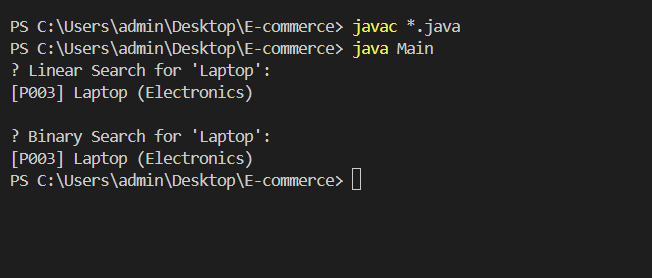 PS C:\Users\admin\Desktop\E-commerce> javac *.java
PS C:\Users\admin\Desktop\E-commerce> java Main
? Linear Search for 'Laptop':
[P003] Laptop (Electronics)
? Binary Search for 'Laptop':
[P003] Laptop (Electronics)
PS C:\Users\admin\Desktop\E-commerce>